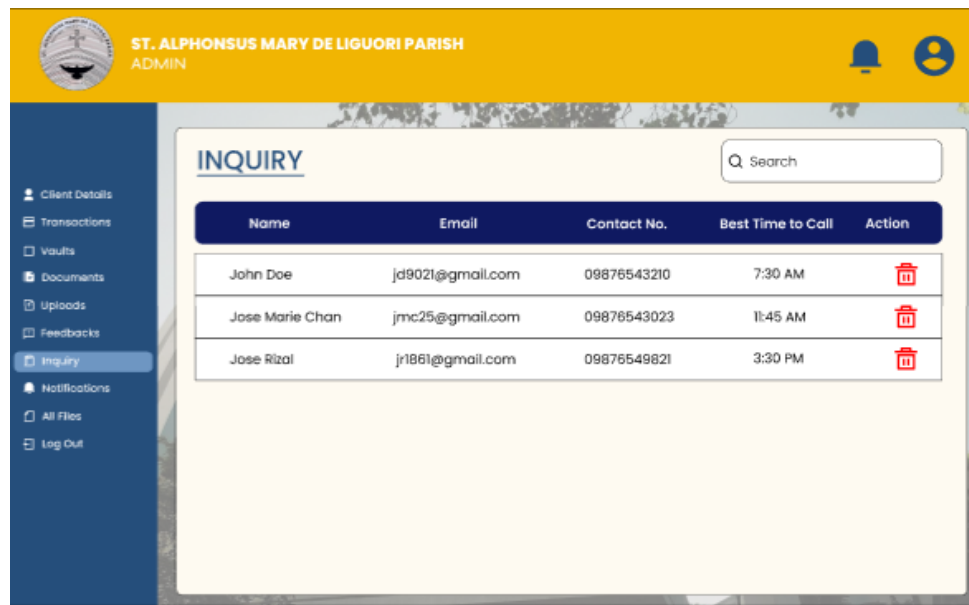 ST. ALPHONSUS MARY DE LIGUORI PARISH
ADMIN
Client Details
Transactions
Vaults
Documents
Uploads
Feedbacks
Inquiry
Notifications
All Files
Log Out
INQUIRY
Search
Name Email Contact No. Best Time to Call Action
John Doe jd9021@gmail.com 09876543210 7:30 AM
Jose Marie Chan jmc25@gmail.com 09876543023 11:45 AM
Jose Rizal jr1861@gmail.com 09876549821 3:30 PM